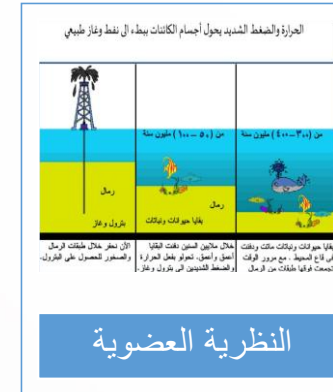 الحرارة والضغط الشديد يحول أجسام الكائنات ببطء الى نفط وغاز طبيعي
من (٣٠٠ – ٤٠٠) مليون سنة
من (٥٠ – ١٠٠) مليون سنة
رمال
رمال
بقايا حيوانات ونباتات
بترول وغاز
بقايا حيوانات ونباتات ماتت ودفنت
في قاع المحيط . مع مرور الوقت
تجمعت فوقها طبقات من الرمال
خلال ملايين السنين دفنت البقايا
أعمق وأعمق. تحولو بفعل الحرارة
والضغط الشديدين الى بترول وغاز.
الأن نحفر خلال طبقات الرمال
والصخور للحصول على البترول.
النظرية العضوية